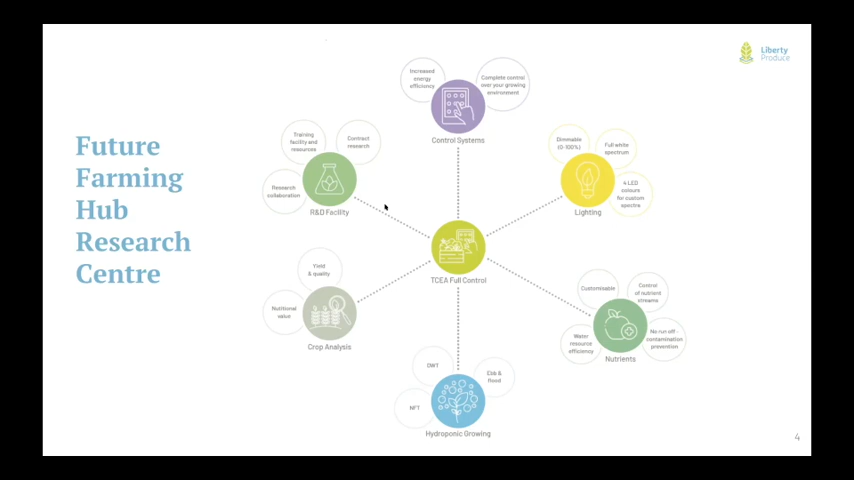 Liberty
Produce
Future
Farming
Hub
Research
Centre
Increased
energy
efficiency
Complete control
over your growing
environment
Control Systems
Training
facility and
resources
Contract
research
Research
collaboration
R&D Facility
Dimmable
(0-100%)
Full white
spectrum
4 LED
colours
for custom
spectra
Lighting
TCEA Full Control
Yield
& quality
Nutritional
value
Crop Analysis
Customisable
Control
of nutrient
streams
Water
resource
efficiency
No run off -
contamination
prevention
Nutrients
DWT
Ebb &
flood
NFT
Hydroponic Growing
4